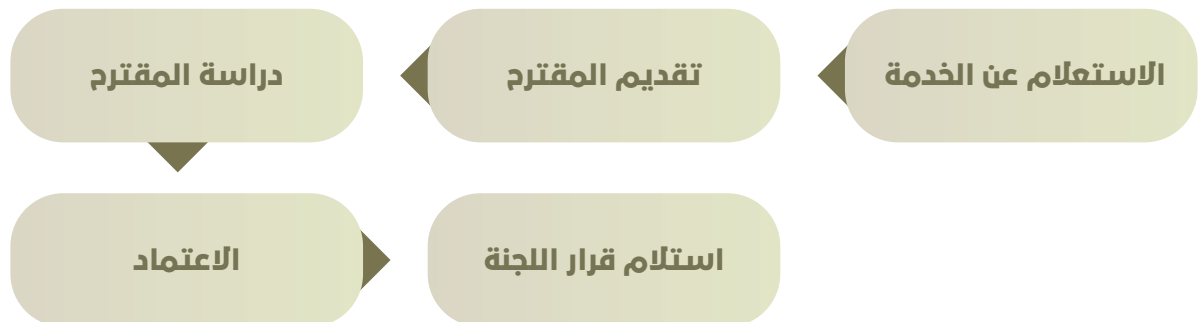 الاستعلام عن الخدمة
تقديم المقترح
دراسة المقترح
الاعتماد
استلام قرار اللجنة